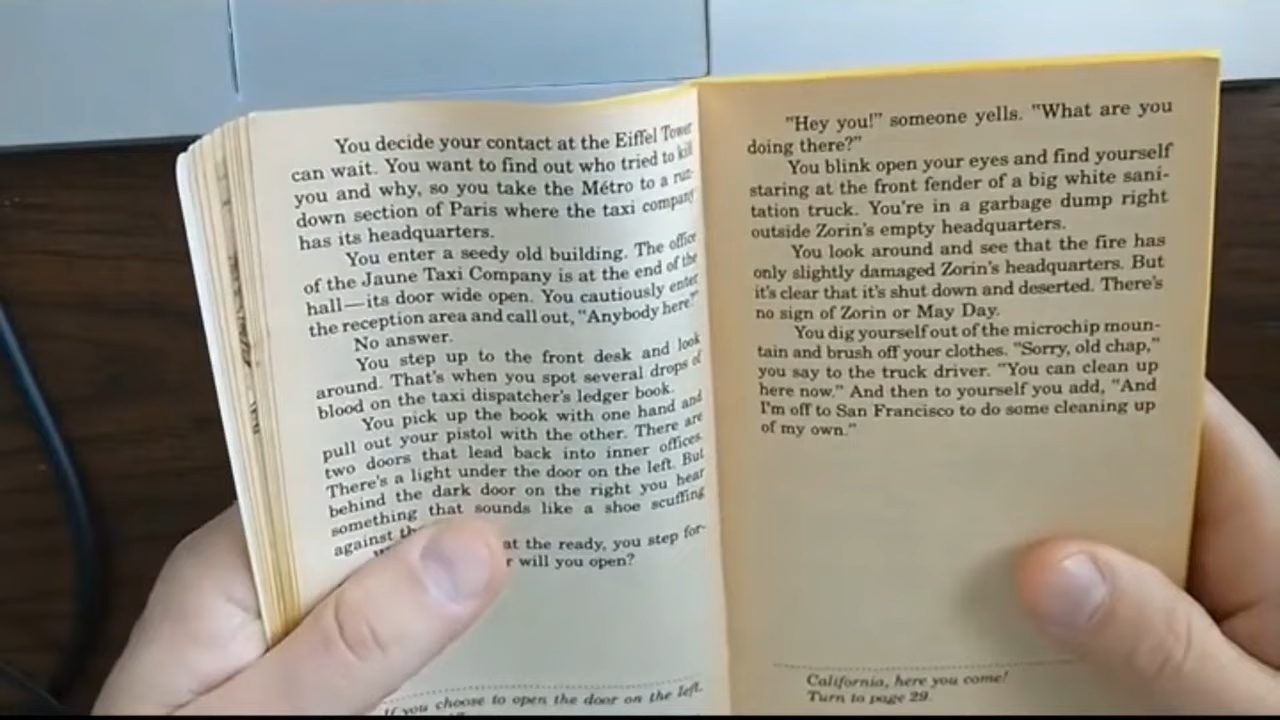 You decide your contact at the Eiffel Tower
can wait. You want to find out who tried to kill
you and why, so you take the Métro to a run-
down section of Paris where the taxi company
has its headquarters.
You enter a seedy old building. The office
of the Jaune Taxi Company is at the end of the
hall—its door wide open. You cautiously enter
the reception area and call out, "Anybody here?"
No answer.
You step up to the front desk and look
around. That's when you spot several drops of
blood on the taxi dispatcher's ledger book.
You pick up the book with one hand and
pull out your pistol with the other. There are
two doors that lead back into inner offices.
There's a light under the door on the left. But
behind the dark door on the right you hear
something that sounds like a shoe scuffing
against
at the ready, you step for-
will you open?
If you choose to open the door on the left.
"Hey you!" someone yells. "What are you
doing there?"
You blink open your eyes and find yourself
staring at the front fender of a big white sani-
tation truck. You're in a garbage dump right
outside Zorin's empty headquarters.
You look around and see that the fire has
only slightly damaged Zorin's headquarters. But
it's clear that it's shut down and deserted. There's
no sign of Zorin or May Day.
You dig yourself out of the microchip moun-
tain and brush off your clothes. "Sorry, old chap,"
you say to the truck driver. "You can clean up
here now." And then to yourself you add, "And
I'm off to San Francisco to do some cleaning up
of my own."
California, here you come!
Turn to page 29.